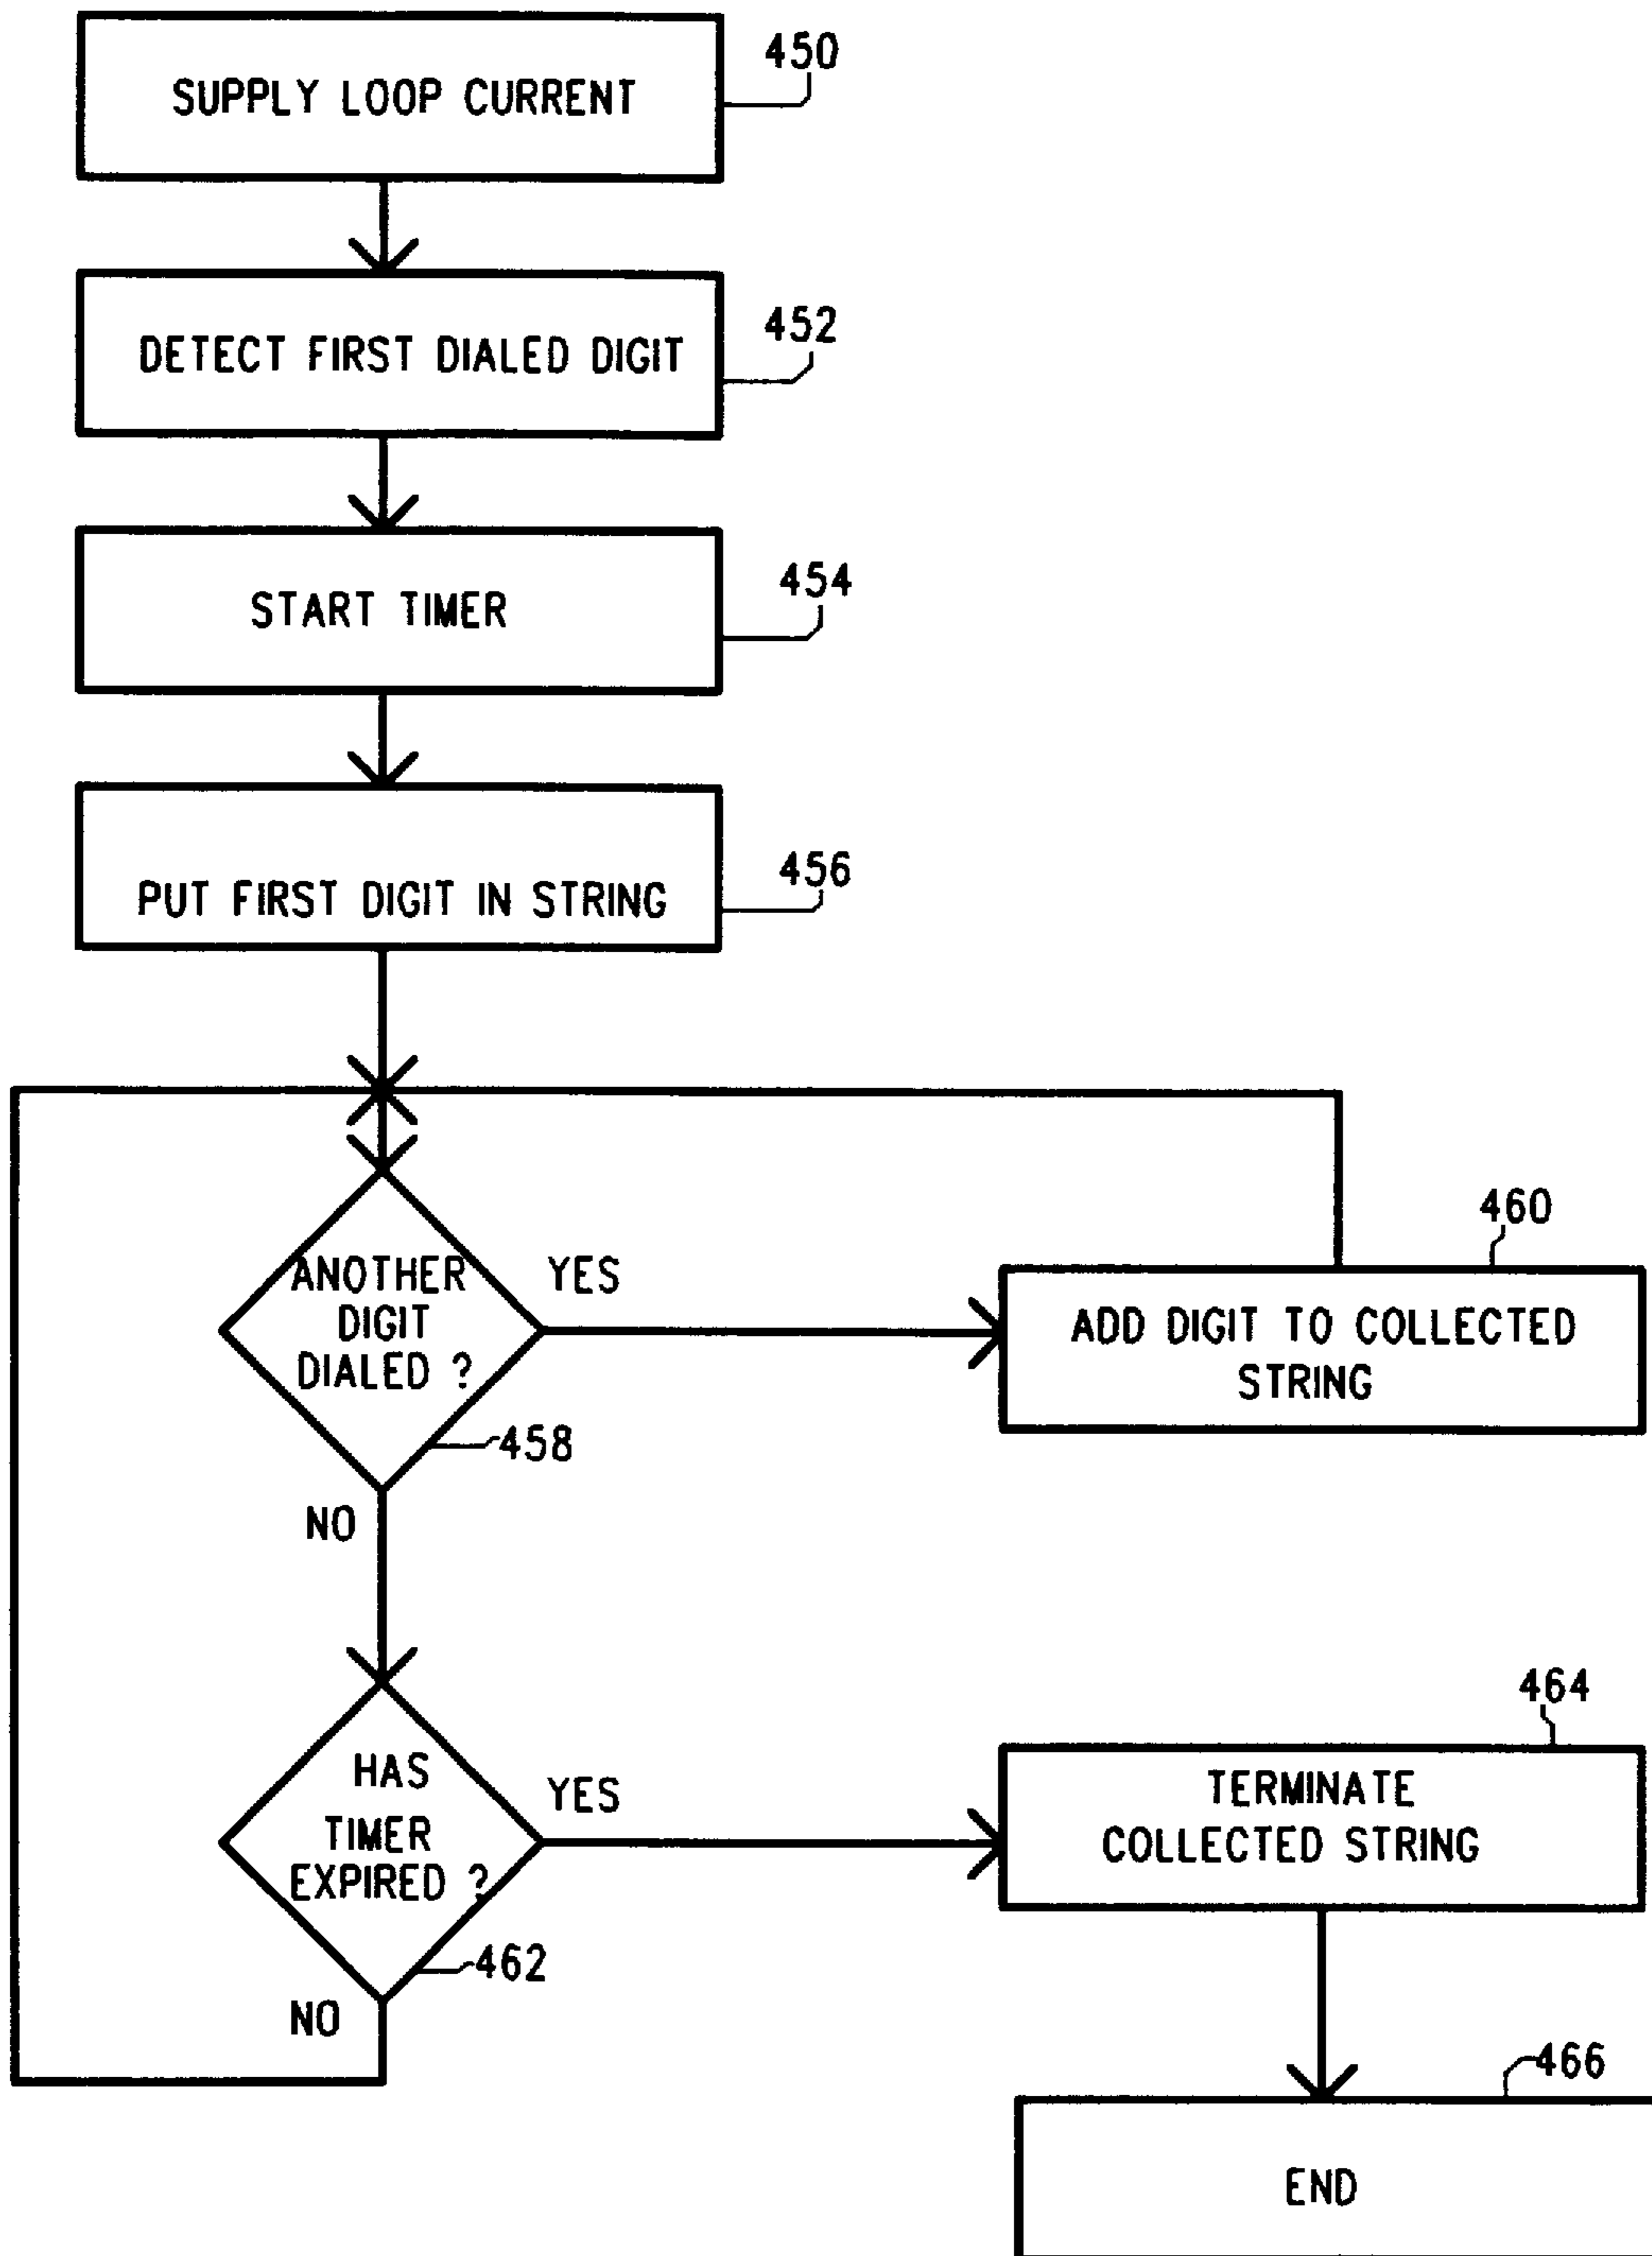 450
SUPPLY LOOP CURRENT
452
DETECT FIRST DIALED DIGIT
454
START TIMER
456
PUT FIRST DIGIT IN STRING
ANOTHER
DIGIT
DIALED ?
YES
458
NO
460
ADD DIGIT TO COLLECTED
STRING
HAS
TIMER
EXPIRED ?
YES
462
NO
464
TERMINATE
COLLECTED STRING
466
END